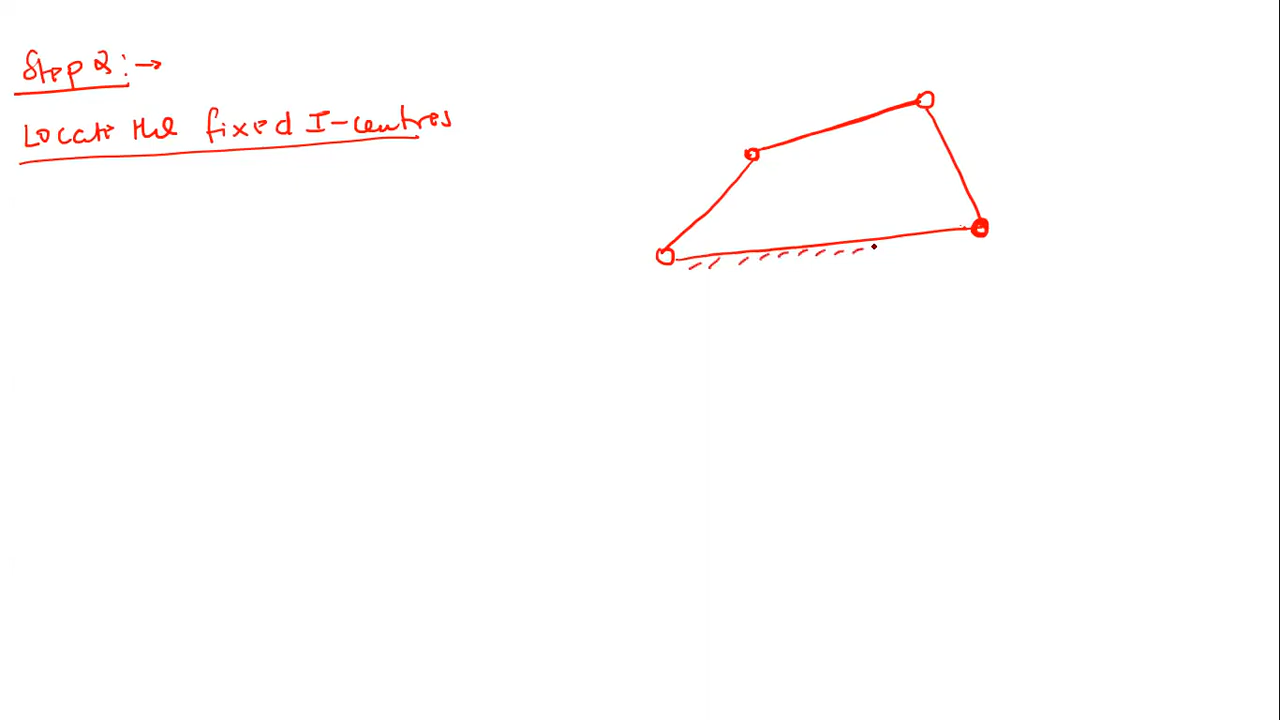 Step 2:→
Locate the fixed I-centres